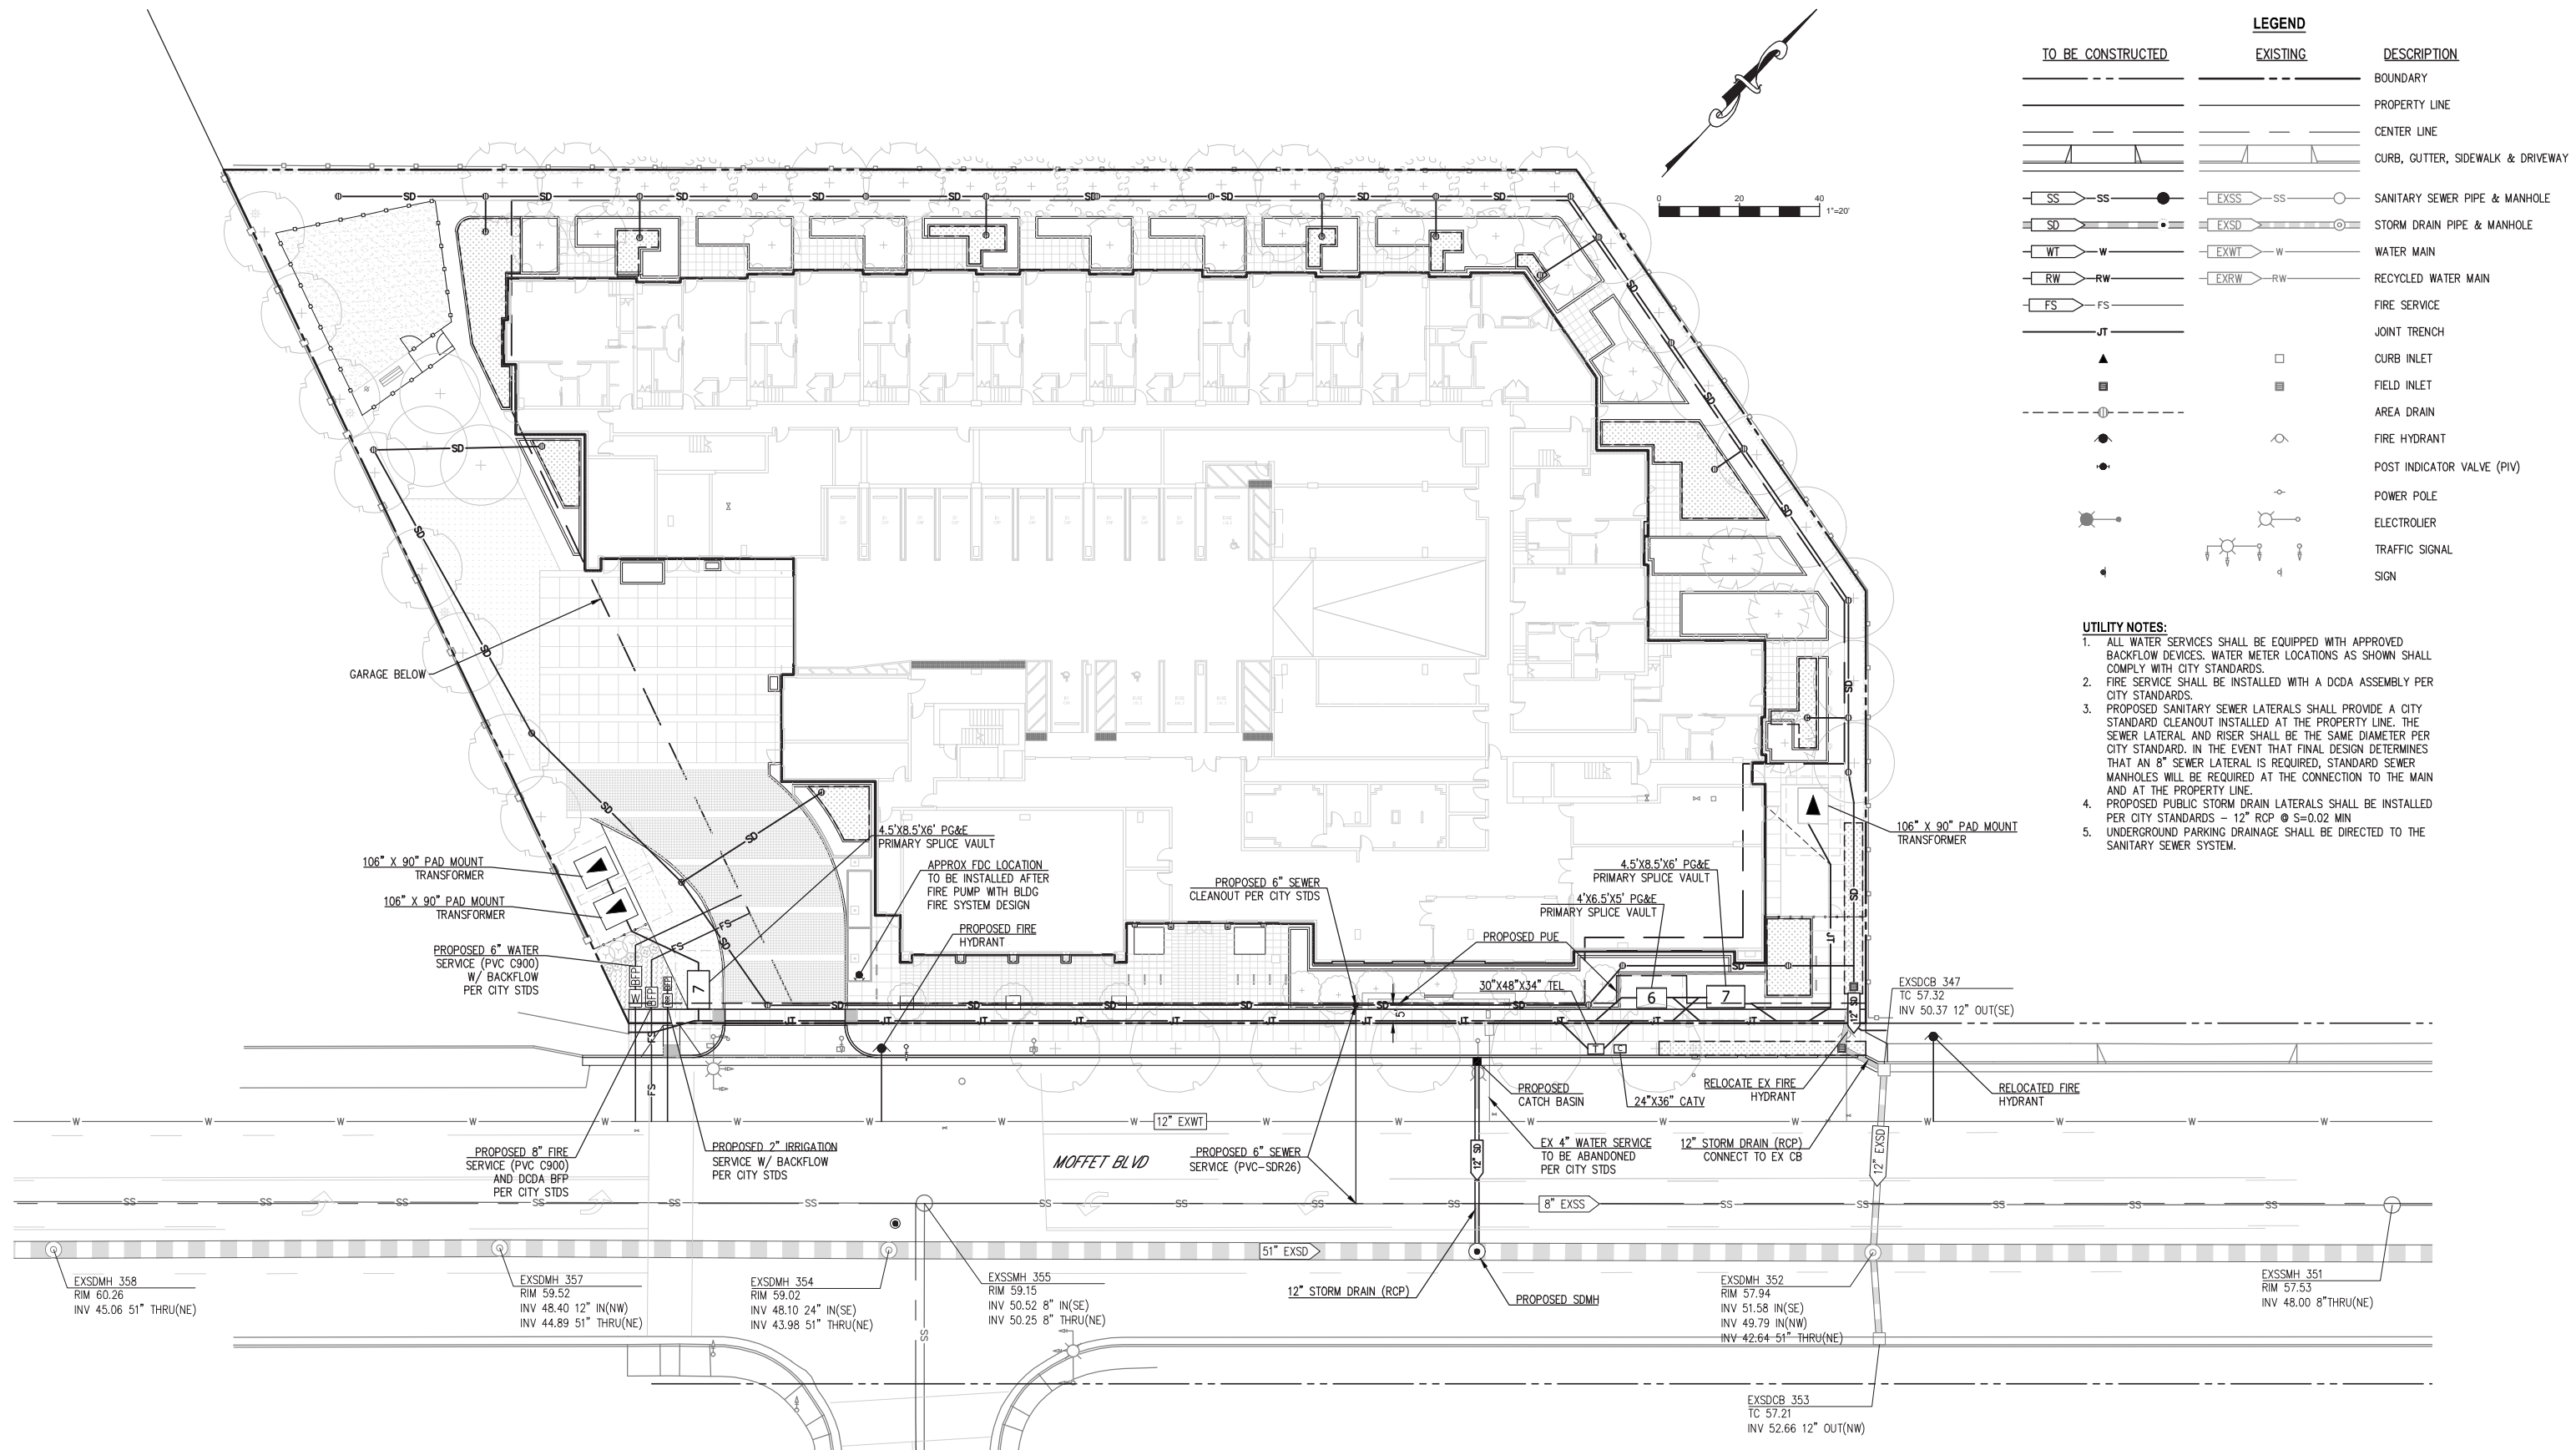 LEGEND
TO BE CONSTRUCTED
EXISTING
DESCRIPTION
BOUNDARY
PROPERTY LINE
CENTER LINE
CURB, GUTTER, SIDEWALK & DRIVEWAY
SS SS EXSS SS SANITARY SEWER PIPE & MANHOLE
SD EXSD STORM DRAIN PIPE & MANHOLE
WT W EXWT W WATER MAIN
RW RW EXRW RW RECYCLED WATER MAIN
FS FS FIRE SERVICE
JT JOINT TRENCH
CURB INLET
FIELD INLET
AREA DRAIN
FIRE HYDRANT
POST INDICATOR VALVE (PIV)
POWER POLE
ELECTROLIER
TRAFFIC SIGNAL
SIGN
0 20 40
1"=20'
UTILITY NOTES:
1. ALL WATER SERVICES SHALL BE EQUIPPED WITH APPROVED
BACKFLOW DEVICES. WATER METER LOCATIONS AS SHOWN SHALL
COMPLY WITH CITY STANDARDS.
2. FIRE SERVICE SHALL BE INSTALLED WITH A DCDA ASSEMBLY PER
CITY STANDARDS.
3. PROPOSED SANITARY SEWER LATERALS SHALL PROVIDE A CITY
STANDARD CLEANOUT INSTALLED AT THE PROPERTY LINE. THE
SEWER LATERAL AND RISER SHALL BE THE SAME DIAMETER PER
CITY STANDARD. IN THE EVENT THAT FINAL DESIGN DETERMINES
THAT AN 8" SEWER LATERAL IS REQUIRED, STANDARD SEWER
MANHOLES WILL BE REQUIRED AT THE CONNECTION TO THE MAIN
AND AT THE PROPERTY LINE.
4. PROPOSED PUBLIC STORM DRAIN LATERALS SHALL BE INSTALLED
PER CITY STANDARDS - 12" RCP @ S=0.02 MIN
5. UNDERGROUND PARKING DRAINAGE SHALL BE DIRECTED TO THE
SANITARY SEWER SYSTEM.
SD SD SD SD SD SD SD SD
GARAGE BELOW
106" X 90" PAD MOUNT
TRANSFORMER
106" X 90" PAD MOUNT
TRANSFORMER
PROPOSED 6" WATER
SERVICE (PVC C900)
W/ BACKFLOW
PER CITY STDS
4.5'X8.5'X6' PG&E
PRIMARY SPLICE VAULT
APPROX FDC LOCATION
TO BE INSTALLED AFTER
FIRE PUMP WITH BLDG
FIRE SYSTEM DESIGN
PROPOSED FIRE
HYDRANT
PROPOSED 6" SEWER
CLEANOUT PER CITY STDS
PROPOSED PUE
4.5'X8.5'X6' PG&E
PRIMARY SPLICE VAULT
4'X6.5'X5' PG&E
PRIMARY SPLICE VAULT
30"X48"X34" TEL
106" X 90" PAD MOUNT
TRANSFORMER
7
6
7
5'
T
C
W
BFP
BFP
EXSDCB 347
TC 57.32
INV 50.37 12" OUT(SE)
RELOCATE EX FIRE
HYDRANT
RELOCATED FIRE
HYDRANT
PROPOSED
CATCH BASIN
24"X36" CATV
12" SD
12" EXWT
PROPOSED 8" FIRE
SERVICE (PVC C900)
AND DCDA BFP
PER CITY STDS
PROPOSED 2" IRRIGATION
SERVICE W/ BACKFLOW
PER CITY STDS
MOFFET BLVD
PROPOSED 6" SEWER
SERVICE (PVC-SDR26)
12" SD
EX 4" WATER SERVICE
TO BE ABANDONED
PER CITY STDS
12" STORM DRAIN (RCP)
CONNECT TO EX CB
12" EXSD
8" EXSS
51" EXSD
EXSDMH 358
RIM 60.26
INV 45.06 51" THRU(NE)
EXSDMH 357
RIM 59.52
INV 48.40 12" IN(NW)
INV 44.89 51" THRU(NE)
EXSDMH 354
RIM 59.02
INV 48.10 24" IN(SE)
INV 43.98 51" THRU(NE)
EXSSMH 355
RIM 59.15
INV 50.52 8" IN(SE)
INV 50.25 8" THRU(NE)
12" STORM DRAIN (RCP)
PROPOSED SDMH
EXSDMH 352
RIM 57.94
INV 51.58 IN(SE)
INV 49.79 IN(NW)
INV 42.64 51" THRU(NE)
EXSSMH 351
RIM 57.53
INV 48.00 8"THRU(NE)
EXSDCB 353
TC 57.21
INV 52.66 12" OUT(NW)